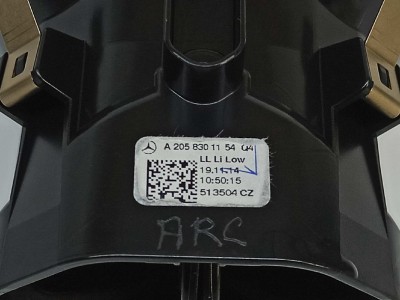 A 205 830 11 54 Q4
LL Li Low
19.11.14
10:50:15
513504 CZ
ARC